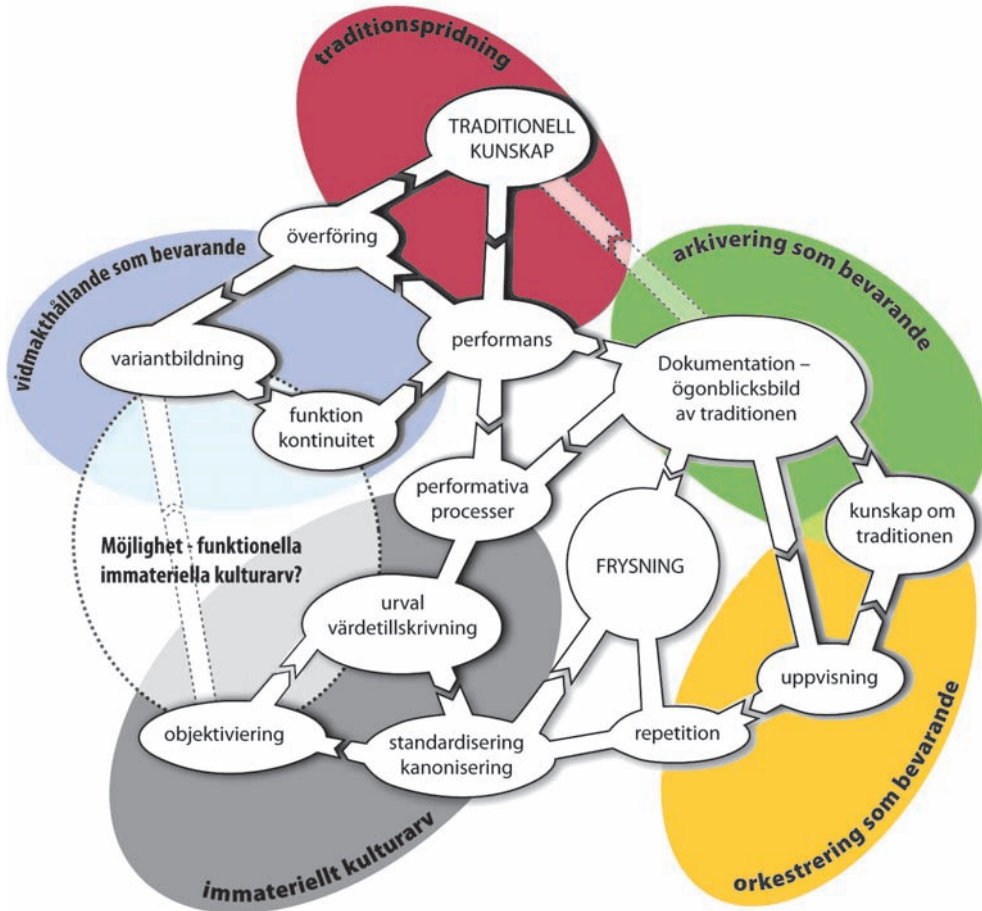 traditionspridning
TRADITIONELL
KUNSKAP
överföring
vidmakthållande som bevarande
arkivering som bevarande
variantbildning
performans
Dokumentation –
ögonblicksbild
av traditionen
funktion
kontinuitet
performativa
processer
kunskap om
traditionen
Möjlighet - funktionella
immateriella kulturarv?
FRYSNING
urval
värdetillskrivning
uppvisning
objektiviering
standardisering
kanonisering
repetition
immateriellt kulturarv
orkestrering som bevarande